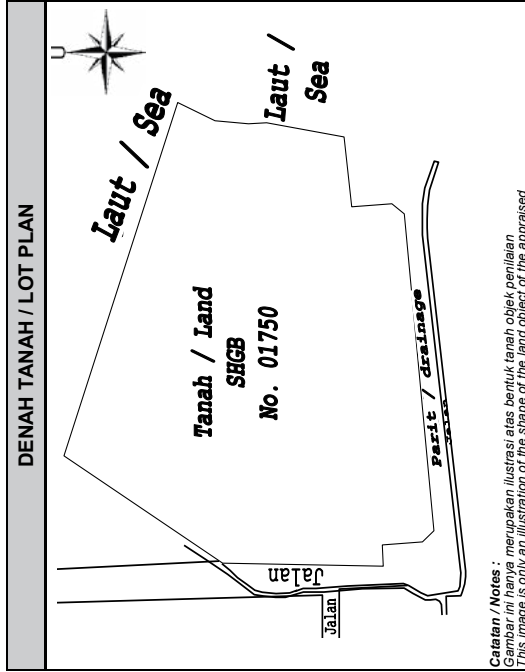 DENAH TANAH / LOT PLAN
U
Laut / Sea
Laut /
Sea
Tanah / Land
SHGB
No. 01750
Parit / drainage
Jalan
Jalan
Jalan
Catatan / Notes :
Gambar ini hanya merupakan ilustrasi atas bentuk tanah objek penilaian
This image is only an illustration of the shape of the land object of the appraised